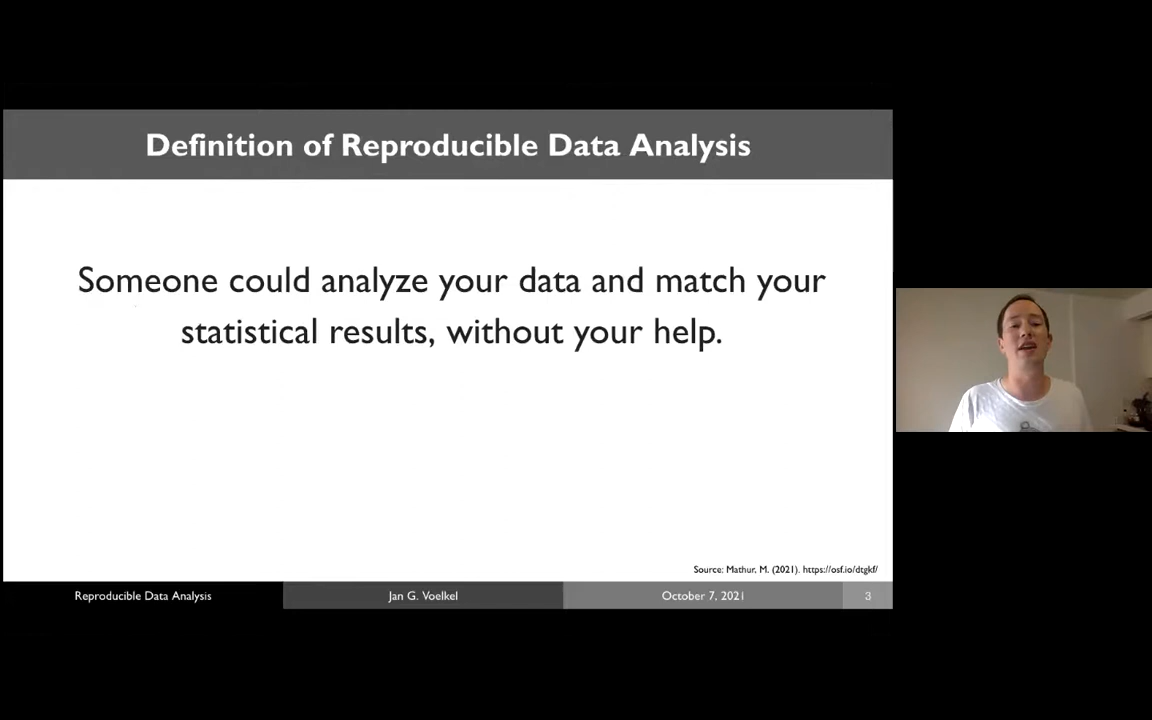 Definition of Reproducible Data Analysis
Someone could analyze your data and match your
statistical results, without your help.
Source: Mathur, M. (2021). https://osf.io/dtgkf/
Reproducible Data Analysis
Jan G. Voelkel
October 7, 2021
3